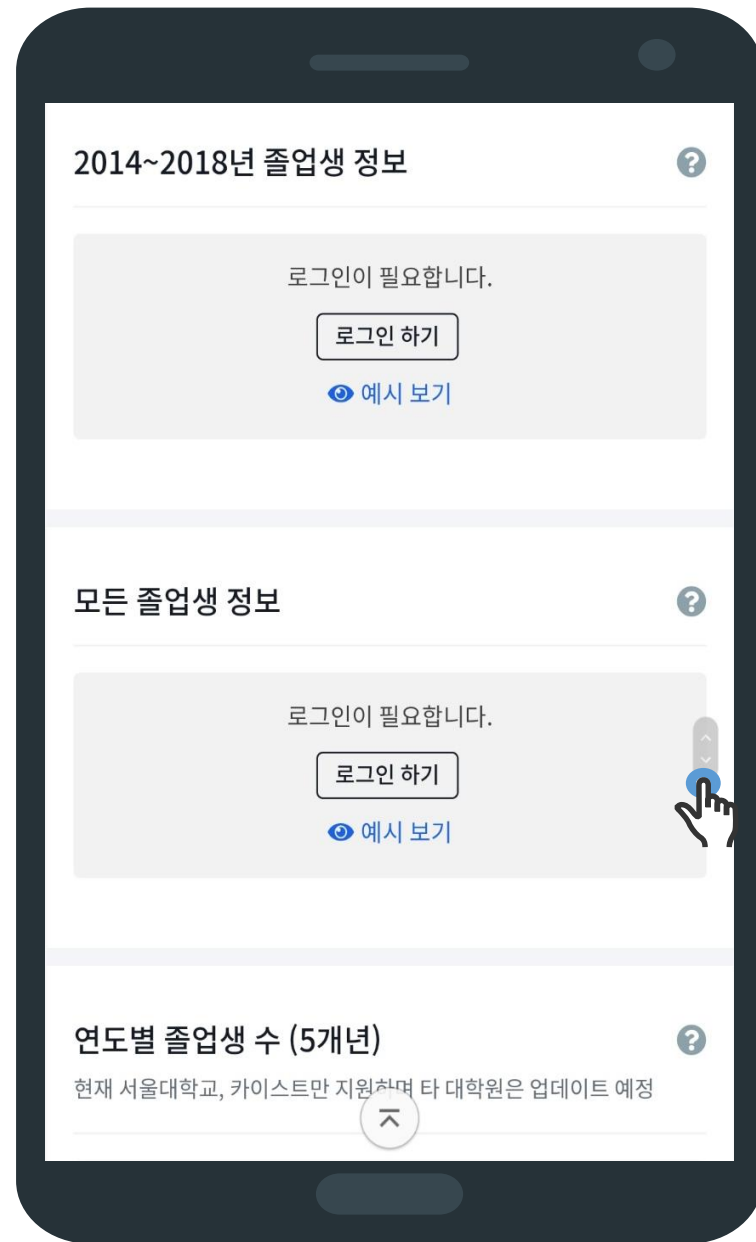 2014~2018년 졸업생 정보
로그인이 필요합니다.
로그인 하기
예시 보기
모든 졸업생 정보
로그인이 필요합니다.
로그인 하기
예시 보기
연도별 졸업생 수 (5개년)
현재 서울대학교, 카이스트만 지원하며 타 대학원은 업데이트 예정